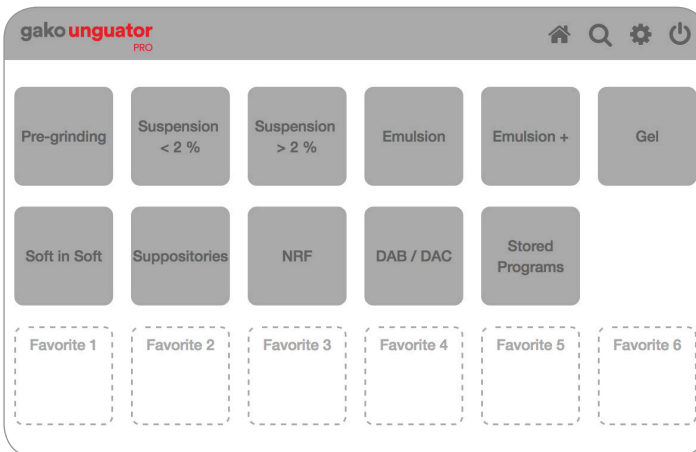 gako unguator
PRO
Pre-grinding
Suspension
< 2 %
Suspension
> 2 %
Emulsion
Emulsion +
Gel
Soft in Soft
Suppositories
NRF
DAB / DAC
Stored
Programs
Favorite 1
Favorite 2
Favorite 3
Favorite 4
Favorite 5
Favorite 6